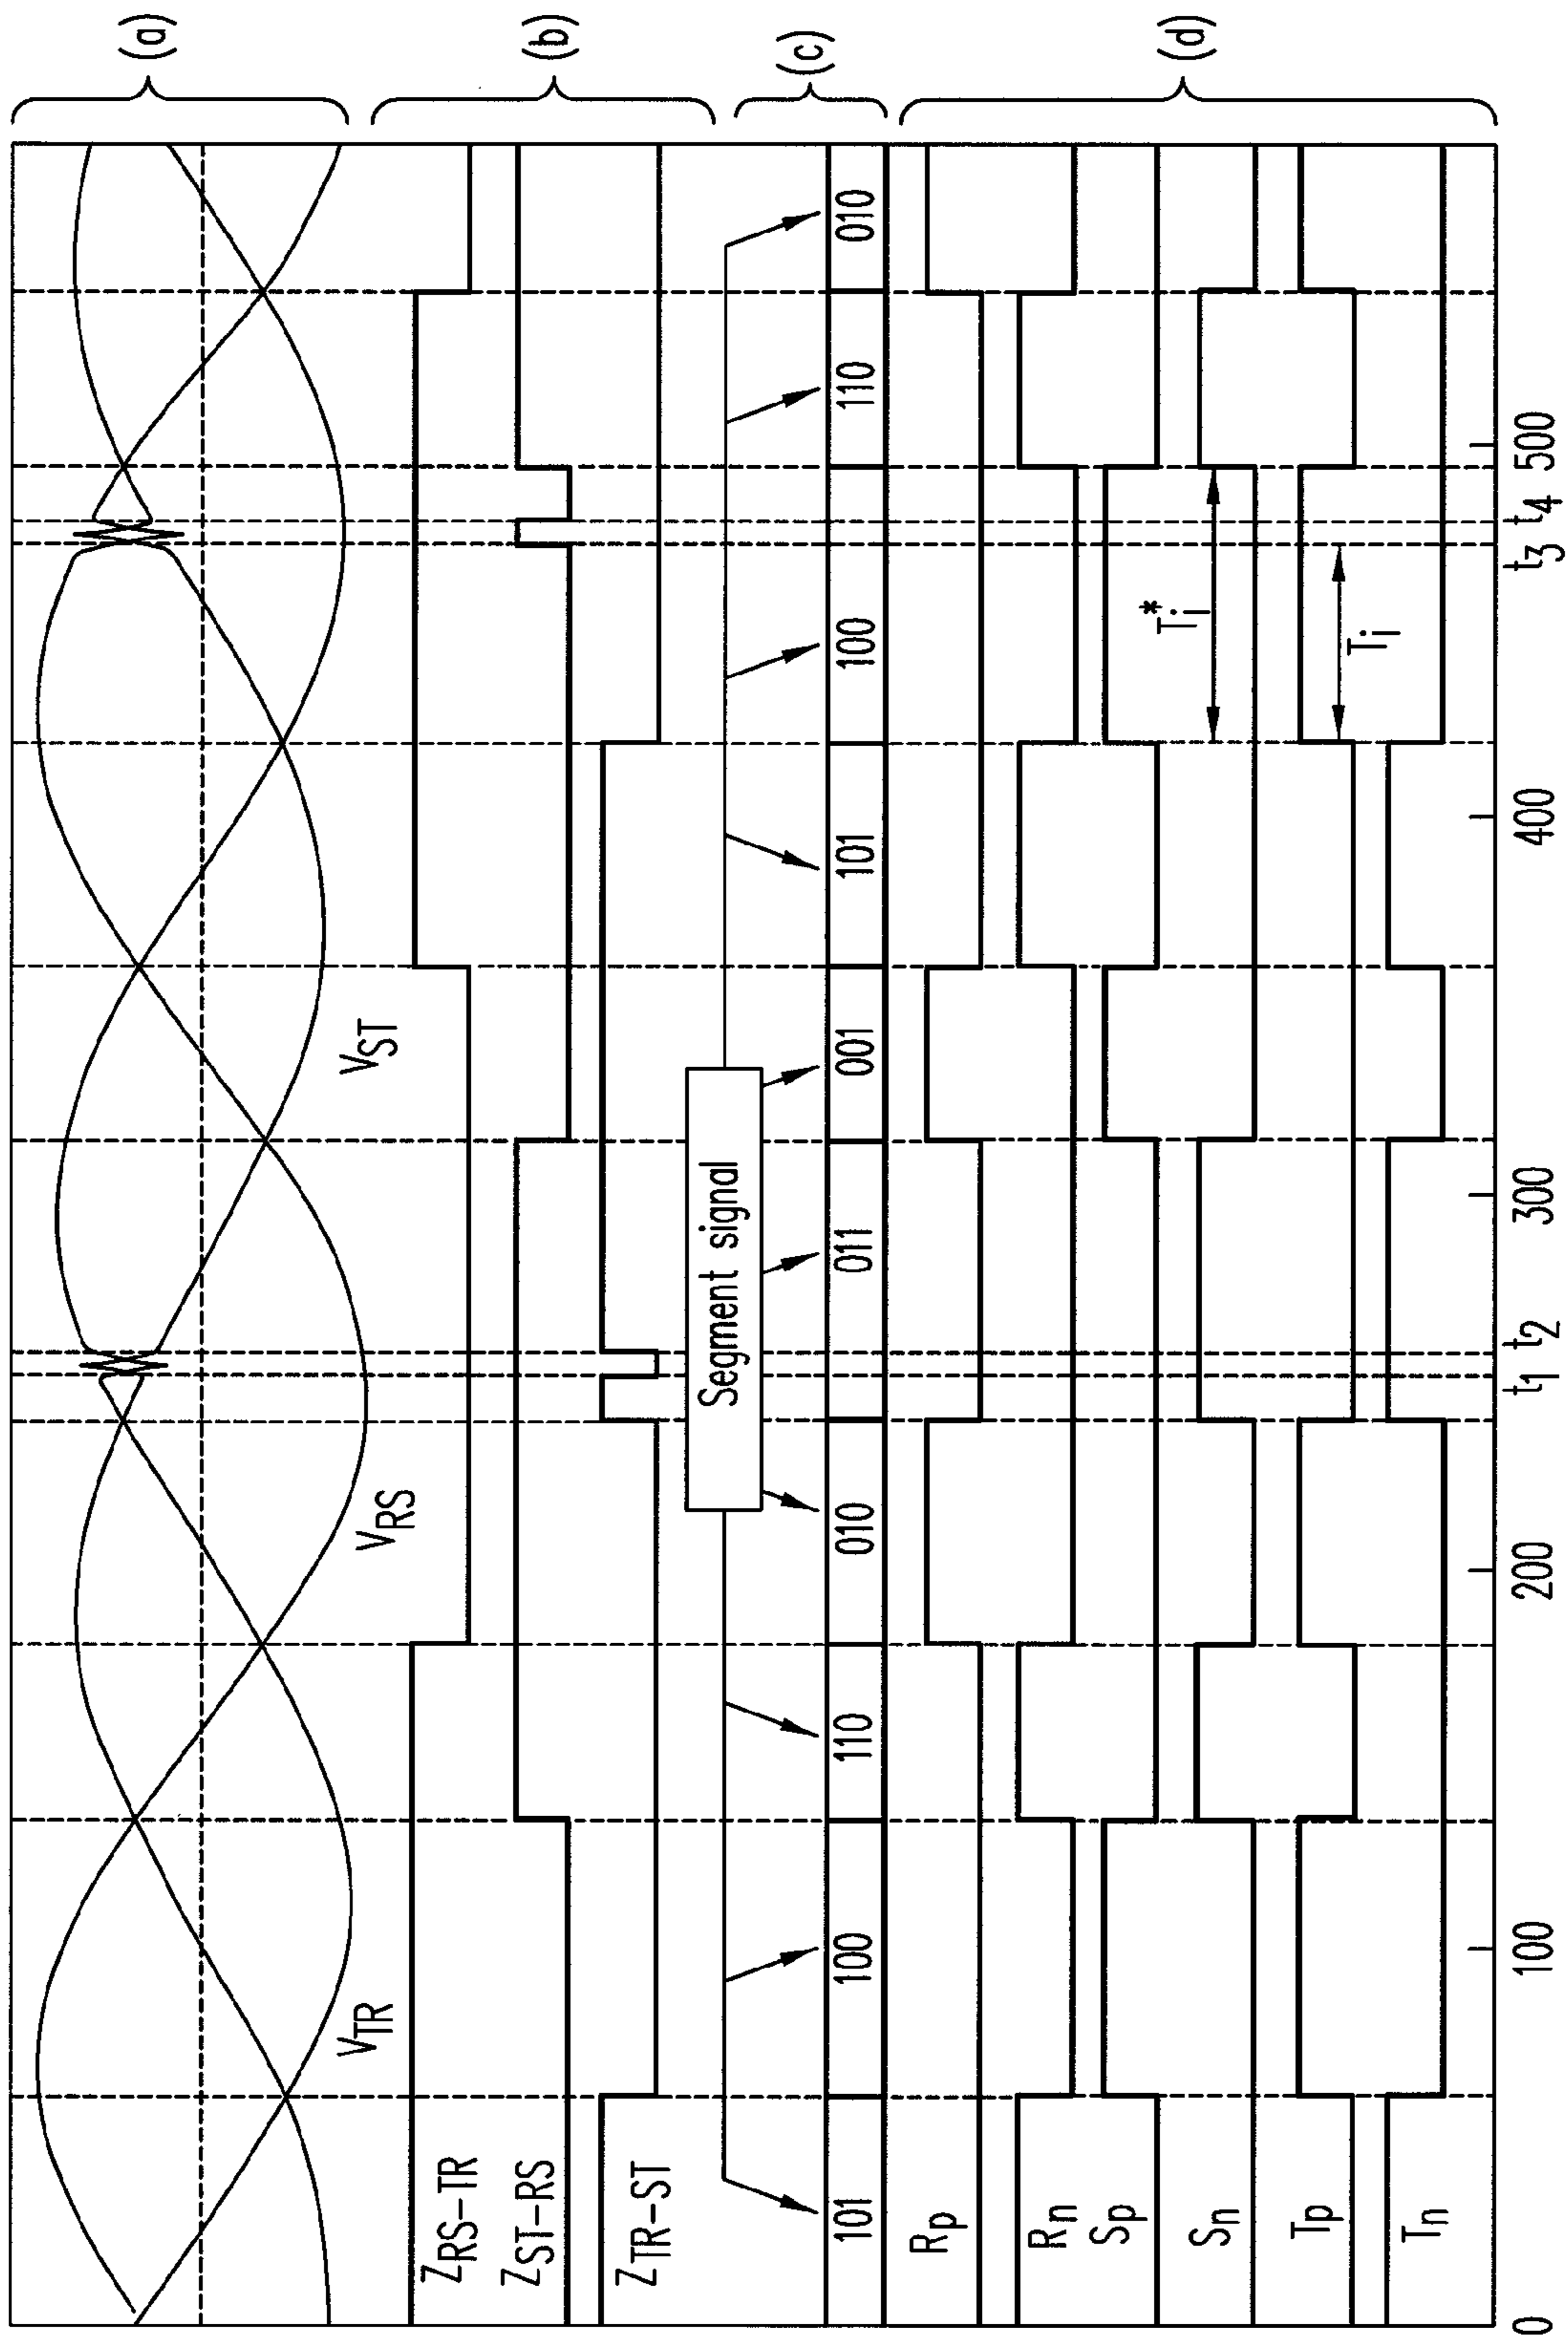 (a)
V_TR
V_RS
V_ST
(b)
Z_RS-TR
Z_ST-RS
Z_TR-ST
Segment signal
(c)
101 100 110 010 011 001 101 100 110 010
(d)
R_p
R_n
S_p
S_n
T_p
T_n
T_i*
T_i
0 100 200 t_1 t_2 300 400 t_3 t_4 500